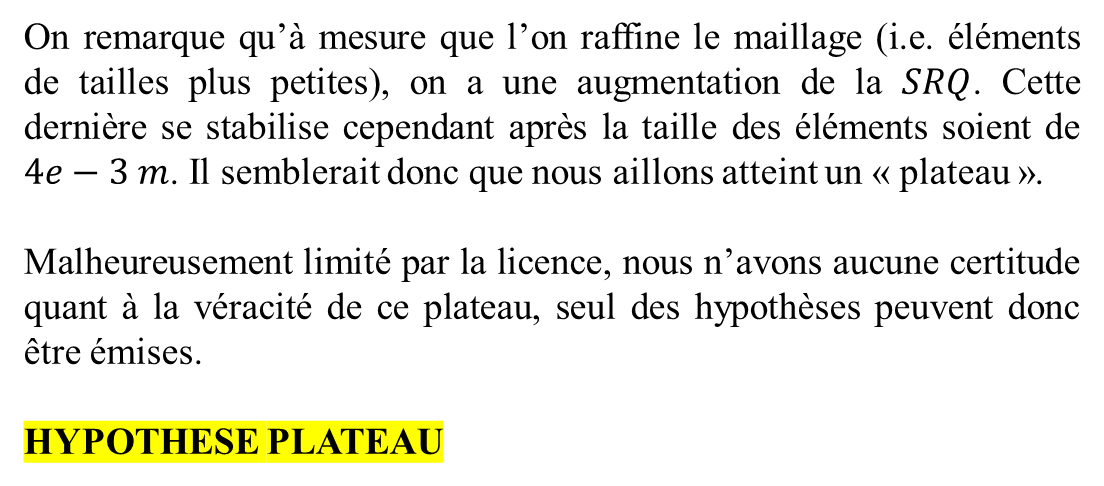 On remarque qu’à mesure que l’on raffine le maillage (i.e. éléments
de tailles plus petites), on a une augmentation de la SRQ. Cette
dernière se stabilise cependant après la taille des éléments soient de
4e − 3 m. Il semblerait donc que nous aillons atteint un « plateau ».
Malheureusement limité par la licence, nous n’avons aucune certitude
quant à la véracité de ce plateau, seul des hypothèses peuvent donc
être émises.
HYPOTHESE PLATEAU